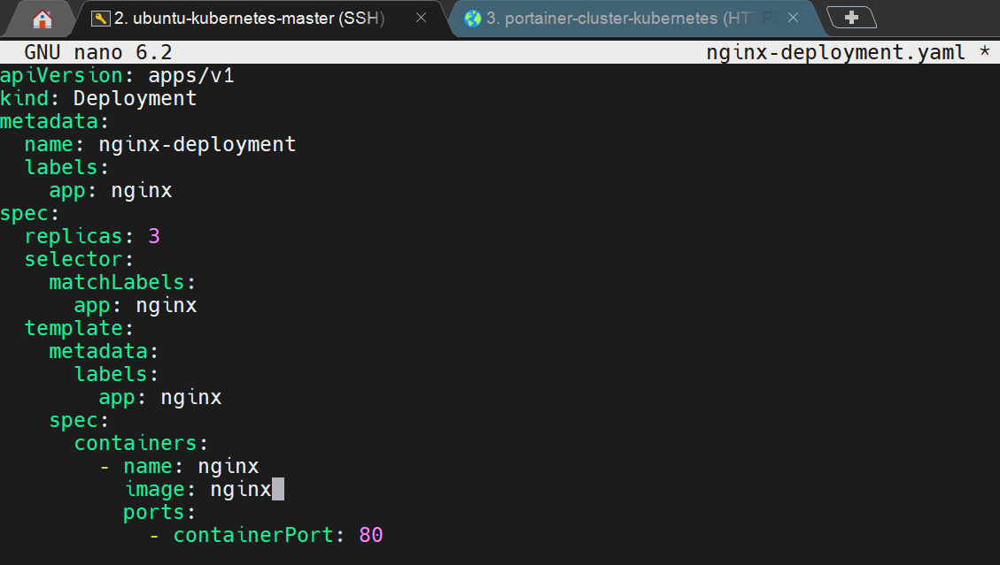 2. ubuntu-kubernetes-master (SSH)
3. portainer-cluster-kubernetes (HTTPS
GNU nano 6.2 nginx-deployment.yaml *
apiVersion: apps/v1
kind: Deployment
metadata:
  name: nginx-deployment
  labels:
    app: nginx
spec:
  replicas: 3
  selector:
    matchLabels:
      app: nginx
  template:
    metadata:
      labels:
        app: nginx
    spec:
      containers:
        - name: nginx
          image: nginx
          ports:
            - containerPort: 80